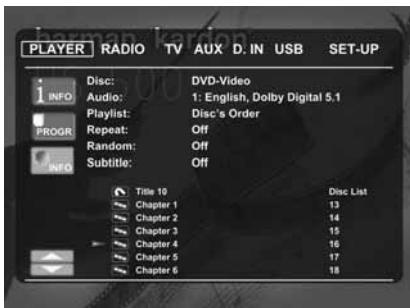 harman kardon
PLAYER RADIO TV AUX D. IN USB SET-UP
Disc: DVD-Video
Audio: 1: English, Dolby Digital 5.1
Playlist: Disc's Order
Repeat: Off
Random: Off
Subtitle: Off
i INFO
PROGR
INFO
Title 10 Disc List
Chapter 1 13
Chapter 2 14
Chapter 3 15
Chapter 4 16
Chapter 5 17
Chapter 6 18